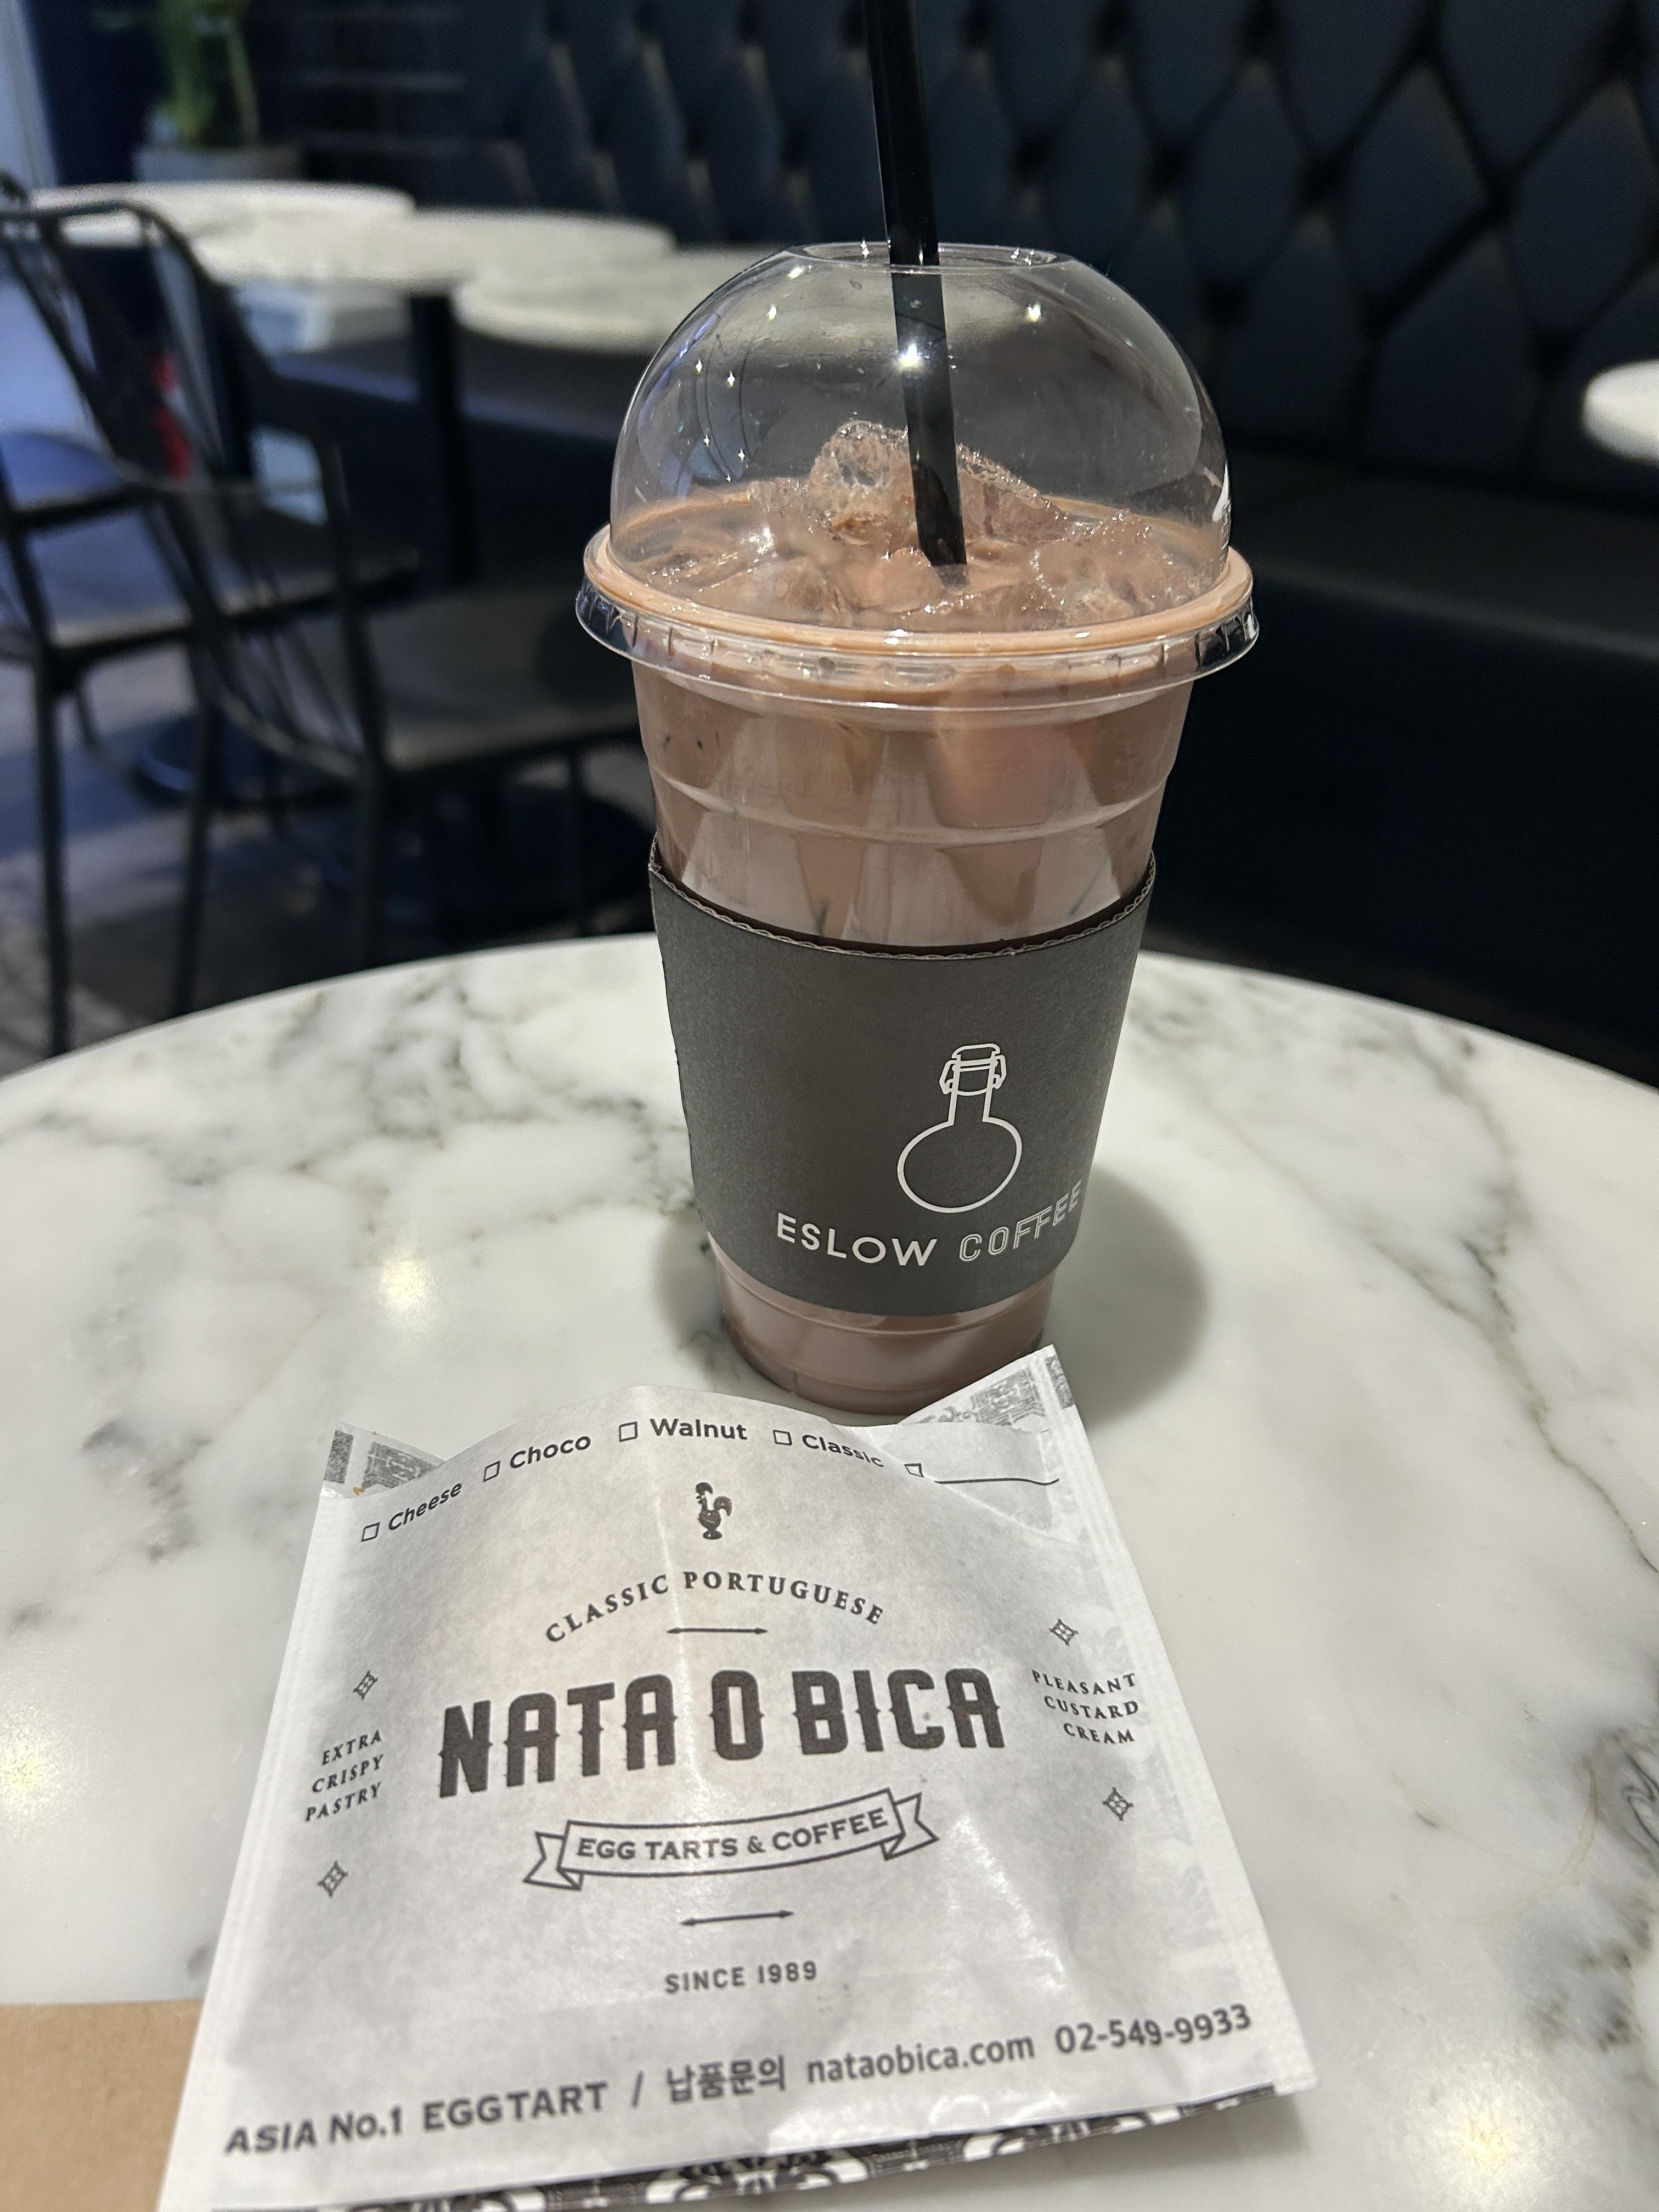 ESLOW COFFEE
Cheese Choco Walnut Classic
CLASSIC PORTUGUESE
NATA O BICA
EXTRA
CRISPY
PASTRY
PLEASANT
CUSTARD
CREAM
EGG TARTS & COFFEE
SINCE 1989
ASIA No.1 EGGTART / 납품문의 nataobica.com 02-549-9933